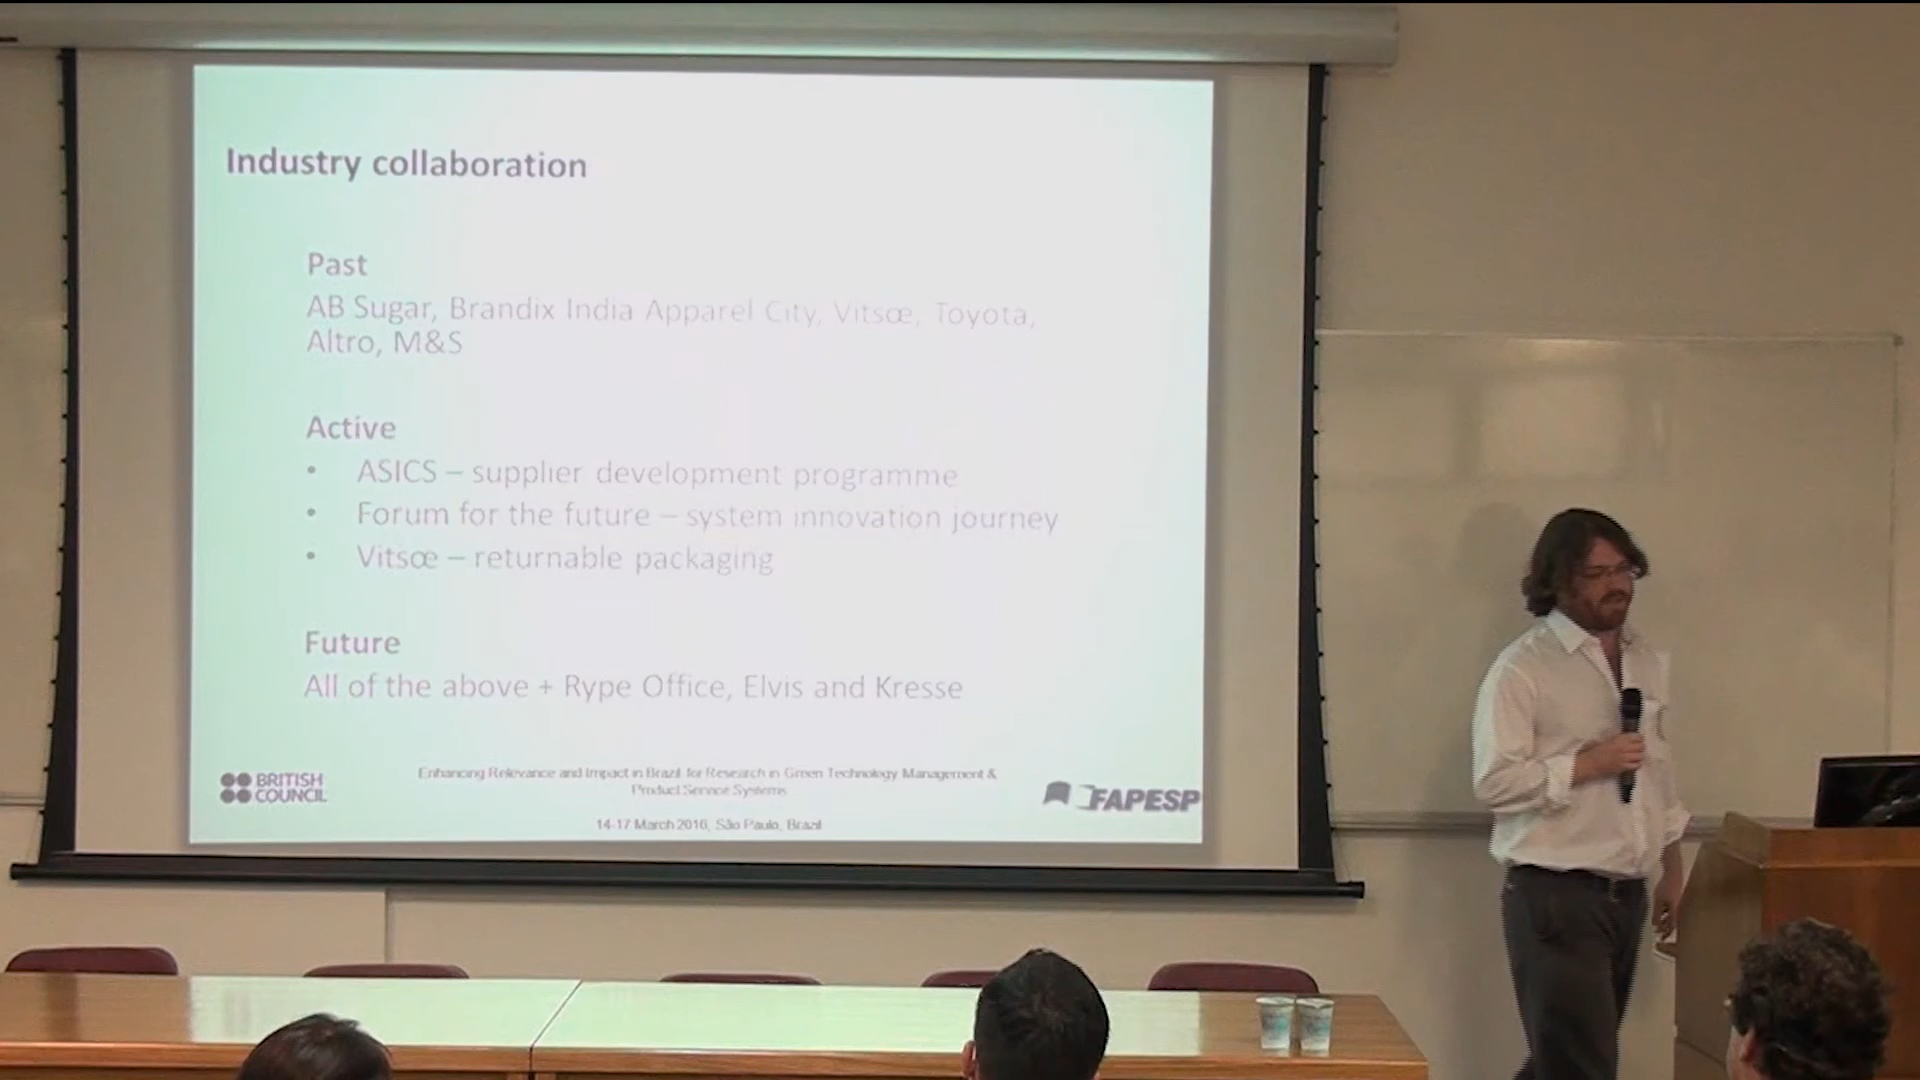 Industry collaboration
Past
AB Sugar, Brandix India Apparel City, Vitsœ, Toyota,
Altro, M&S
Active
• ASICS – supplier development programme
• Forum for the future – system innovation journey
• Vitsœ – returnable packaging
Future
All of the above + Rype Office, Elvis and Kresse
BRITISH
COUNCIL
Enhancing Relevance and Impact in Brazil for Research in Green Technology Management &
Product Service Systems
14-17 March 2016, São Paulo, Brazil
FAPESP